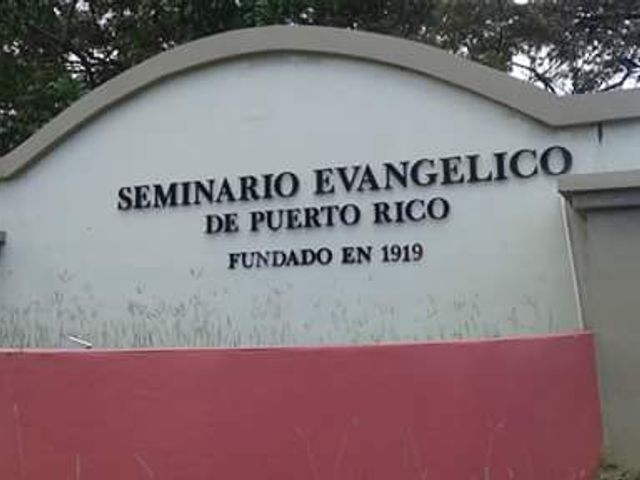 SEMINARIO EVANGELICO
DE PUERTO RICO
FUNDADO EN 1919